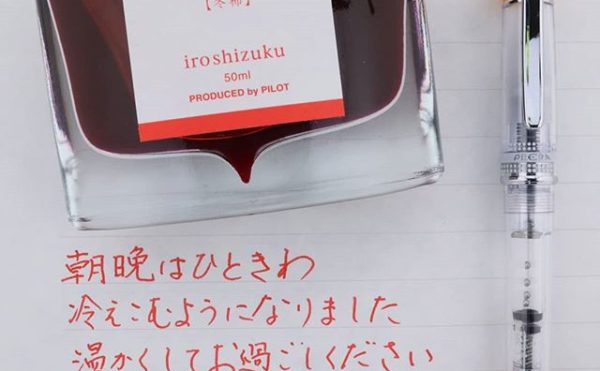 【冬柿】
iroshizuku
50ml
PRODUCED by PILOT
朝晩はひときわ
冷えこむようになりました
温かくしてお過ごしください
PRERA